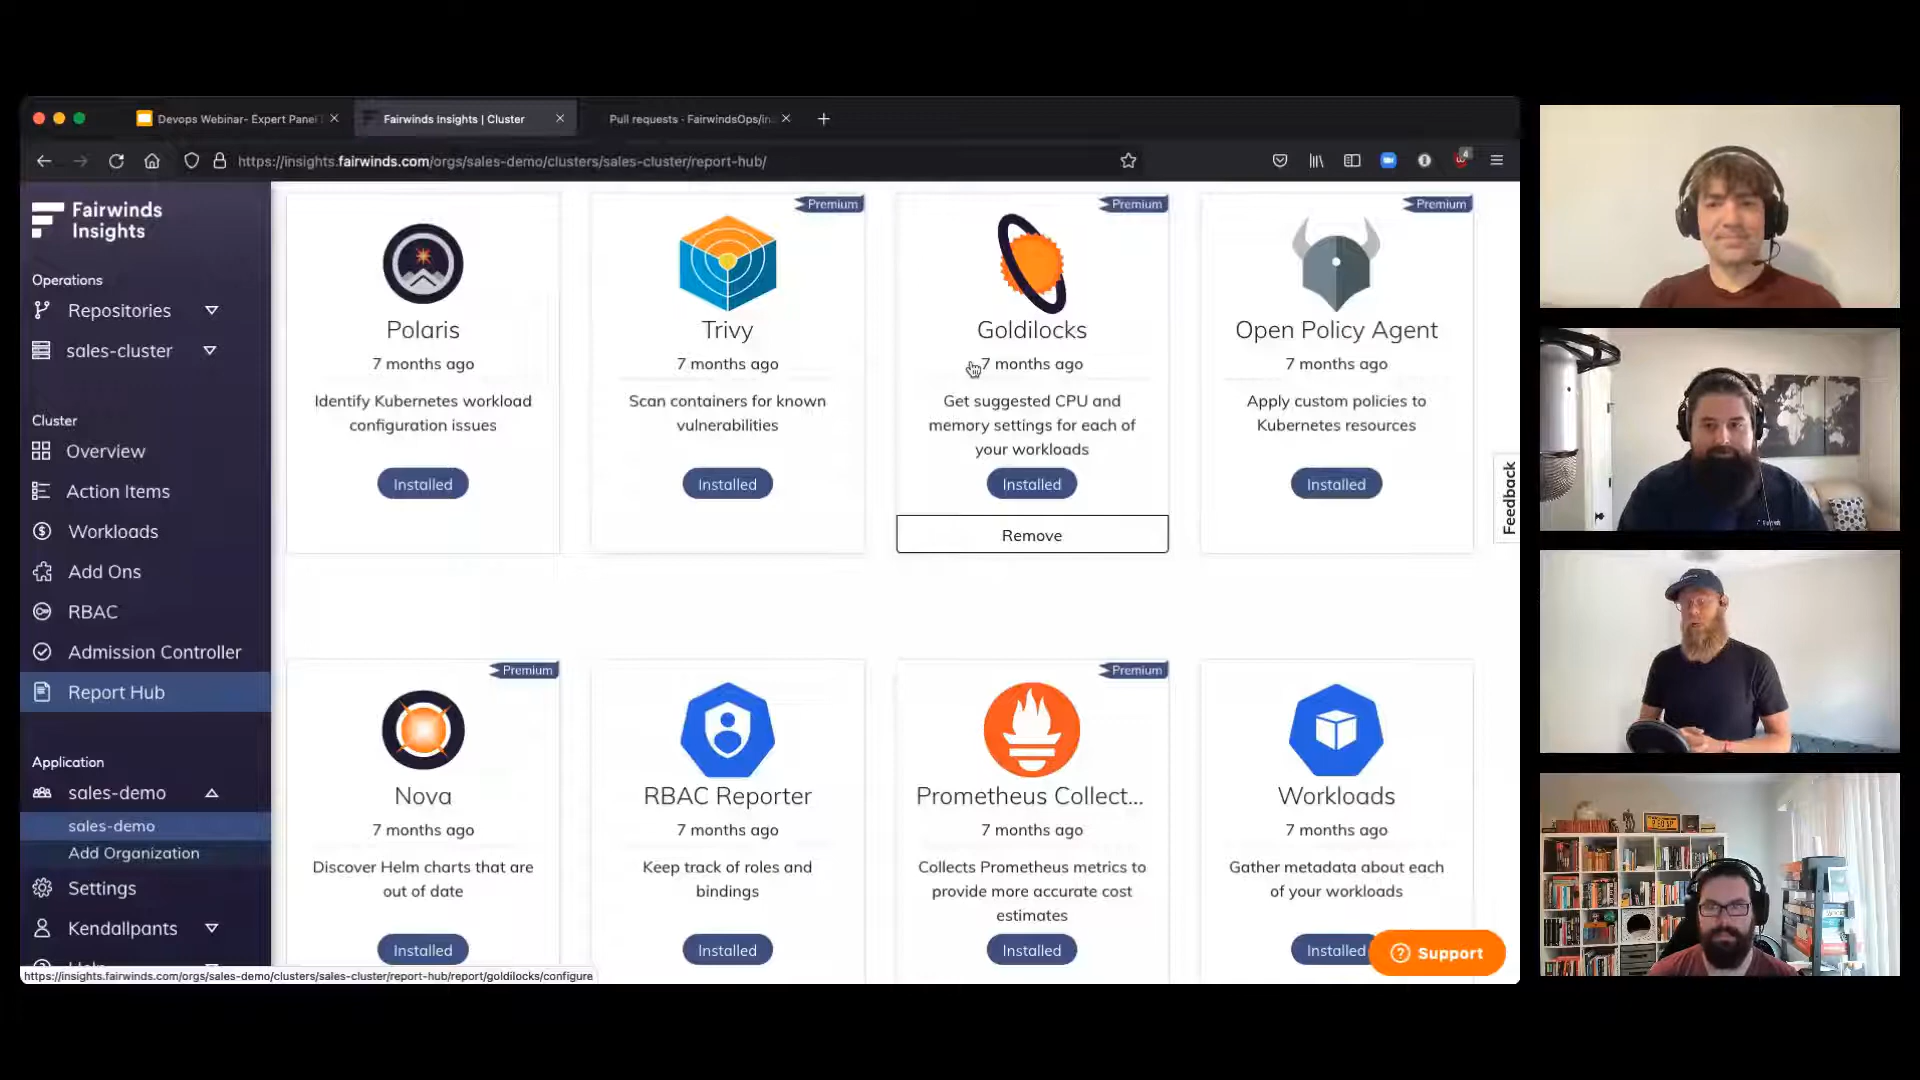 Devops Webinar- Expert Panel
Fairwinds Insights | Cluster
Pull requests · FairwindsOps/in
https://insights.fairwinds.com/orgs/sales-demo/clusters/sales-cluster/report-hub/
4
Fairwinds
Insights
Operations
Repositories
sales-cluster
Cluster
Overview
Action Items
Workloads
Add Ons
RBAC
Admission Controller
Report Hub
Application
sales-demo
sales-demo
Add Organization
Settings
Kendallpants
Premium
Premium
Premium
Polaris
7 months ago
Identify Kubernetes workload
configuration issues
Installed
Trivy
7 months ago
Scan containers for known
vulnerabilities
Installed
Goldilocks
7 months ago
Get suggested CPU and
memory settings for each of
your workloads
Installed
Remove
Open Policy Agent
7 months ago
Apply custom policies to
Kubernetes resources
Installed
Feedback
Premium
Premium
Nova
7 months ago
Discover Helm charts that are
out of date
Installed
RBAC Reporter
7 months ago
Keep track of roles and
bindings
Installed
Prometheus Collect...
7 months ago
Collects Prometheus metrics to
provide more accurate cost
estimates
Installed
Workloads
7 months ago
Gather metadata about each
of your workloads
Installed
Support
https://insights.fairwinds.com/orgs/sales-demo/clusters/sales-cluster/report-hub/report/goldilocks/configure